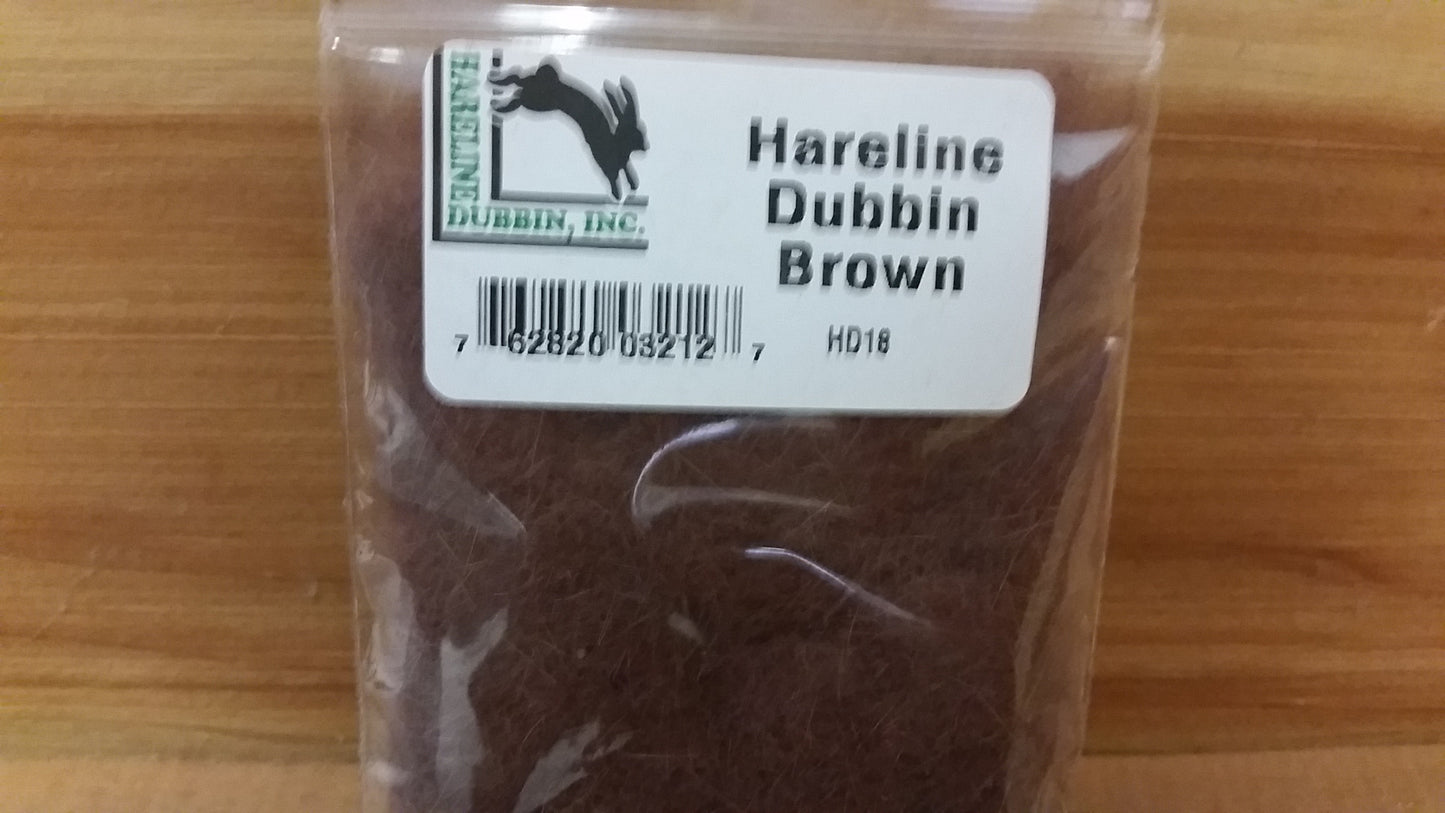 HARELINE
DUBBIN, INC.
Hareline
Dubbin
Brown
HD18
7 62820 03212 7